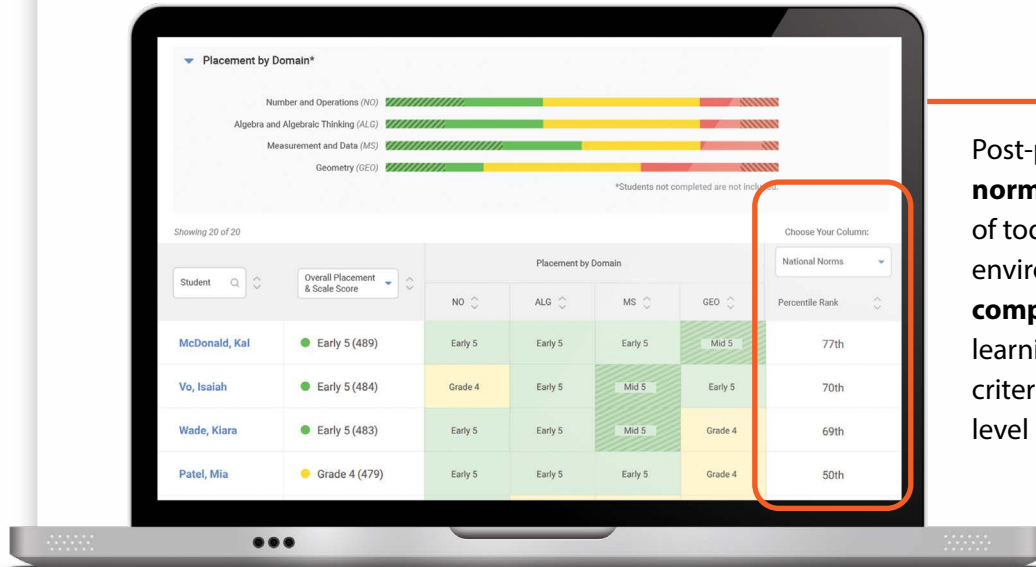 Placement by Domain*
Number and Operations (NO)
Algebra and Algebraic Thinking (ALG)
Measurement and Data (MS)
Geometry (GEO)
*Students not completed are not included.
Showing 20 of 20
Choose Your Column:
Student
Overall Placement
& Scale Score
Placement by Domain
National Norms
NO
ALG
MS
GEO
Percentile Rank
McDonald, Kal
Early 5 (489)
Early 5
Early 5
Early 5
Mid 5
77th
Vo, Isaiah
Early 5 (484)
Grade 4
Early 5
Mid 5
Early 5
70th
Wade, Kiara
Early 5 (483)
Early 5
Early 5
Mid 5
Grade 4
69th
Patel, Mia
Grade 4 (479)
Early 5
Early 5
Early 5
Grade 4
50th
of
level